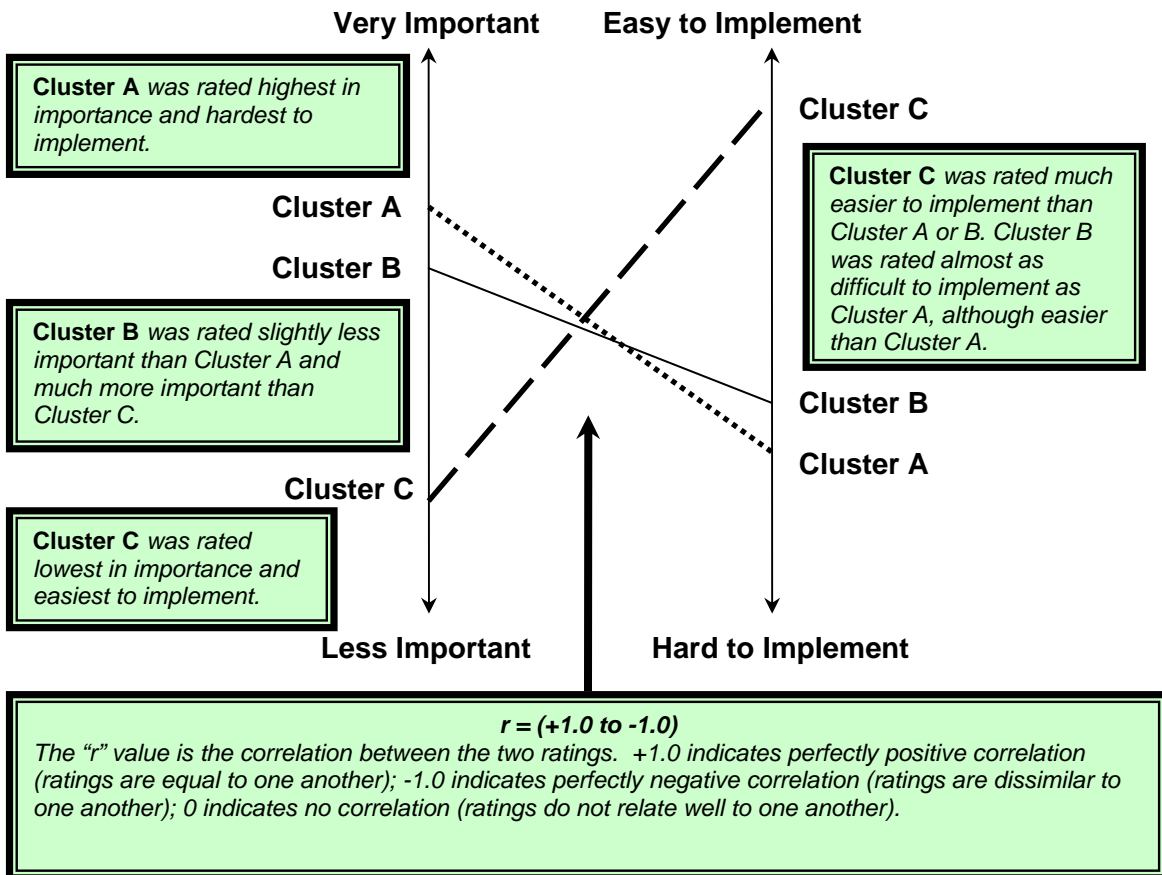 Very Important
Easy to Implement
Cluster A was rated highest in
importance and hardest to
implement.
Cluster C
Cluster C was rated much
easier to implement than
Cluster A or B. Cluster B
was rated almost as
difficult to implement as
Cluster A, although easier
than Cluster A.
Cluster A
Cluster B
Cluster B was rated slightly less
important than Cluster A and
much more important than
Cluster C.
Cluster B
Cluster A
Cluster C
Cluster C was rated
lowest in importance and
easiest to implement.
Less Important
Hard to Implement
r = (+1.0 to -1.0)
The “r” value is the correlation between the two ratings. +1.0 indicates perfectly positive correlation
(ratings are equal to one another); -1.0 indicates perfectly negative correlation (ratings are dissimilar to
one another); 0 indicates no correlation (ratings do not relate well to one another).